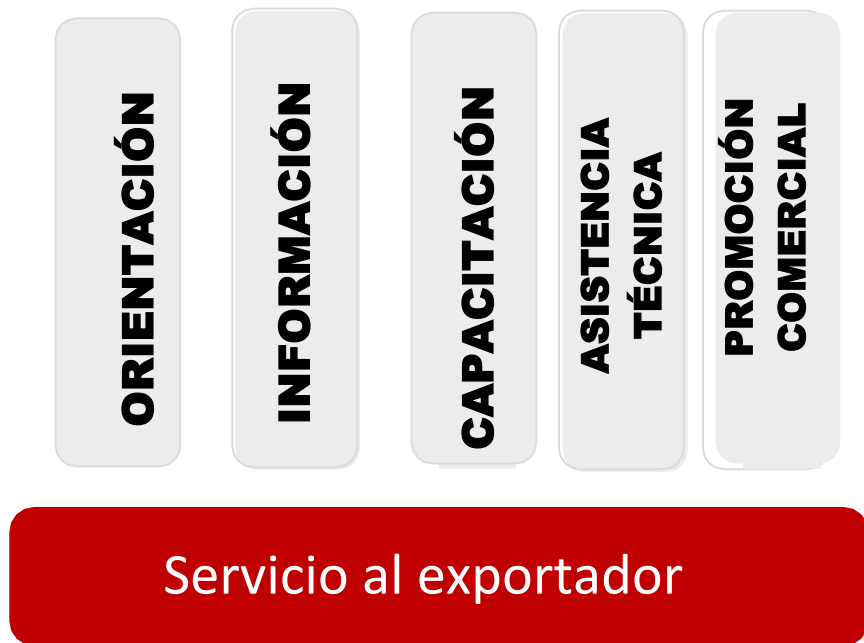 ORIENTACIÓN
INFORMACIÓN
CAPACITACIÓN
ASISTENCIA
TÉCNICA
PROMOCIÓN
COMERCIAL
Servicio al exportador